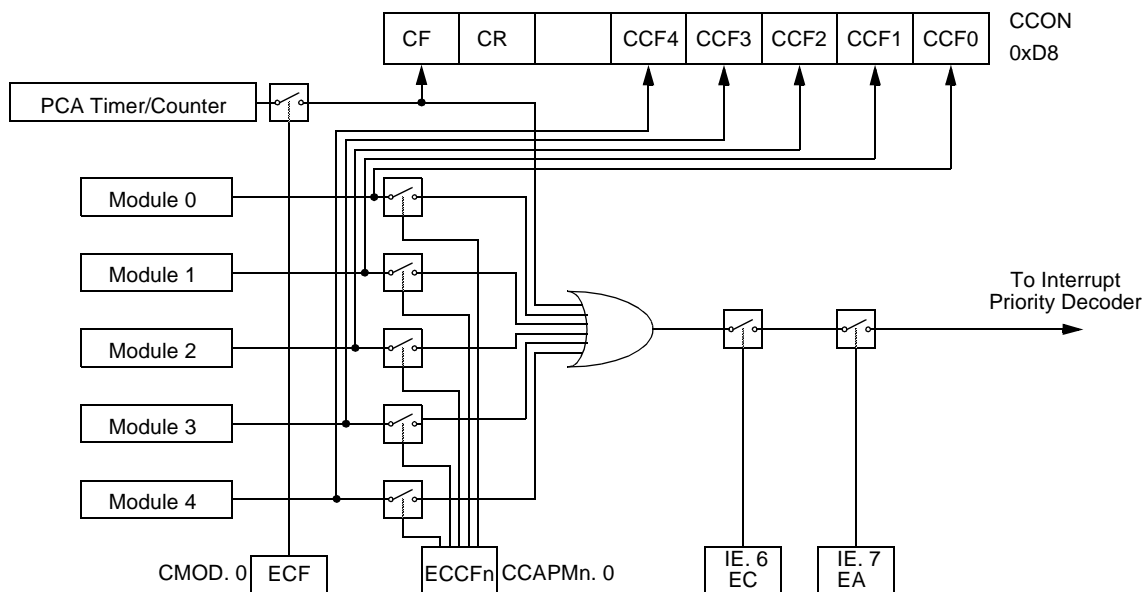 CF CR CCF4 CCF3 CCF2 CCF1 CCF0
CCON
0xD8
PCA Timer/Counter
Module 0
Module 1
Module 2
Module 3
Module 4
To Interrupt
Priority Decoder
CMOD. 0 ECF
ECCFn CCAPMn. 0
IE. 6
EC
IE. 7
EA